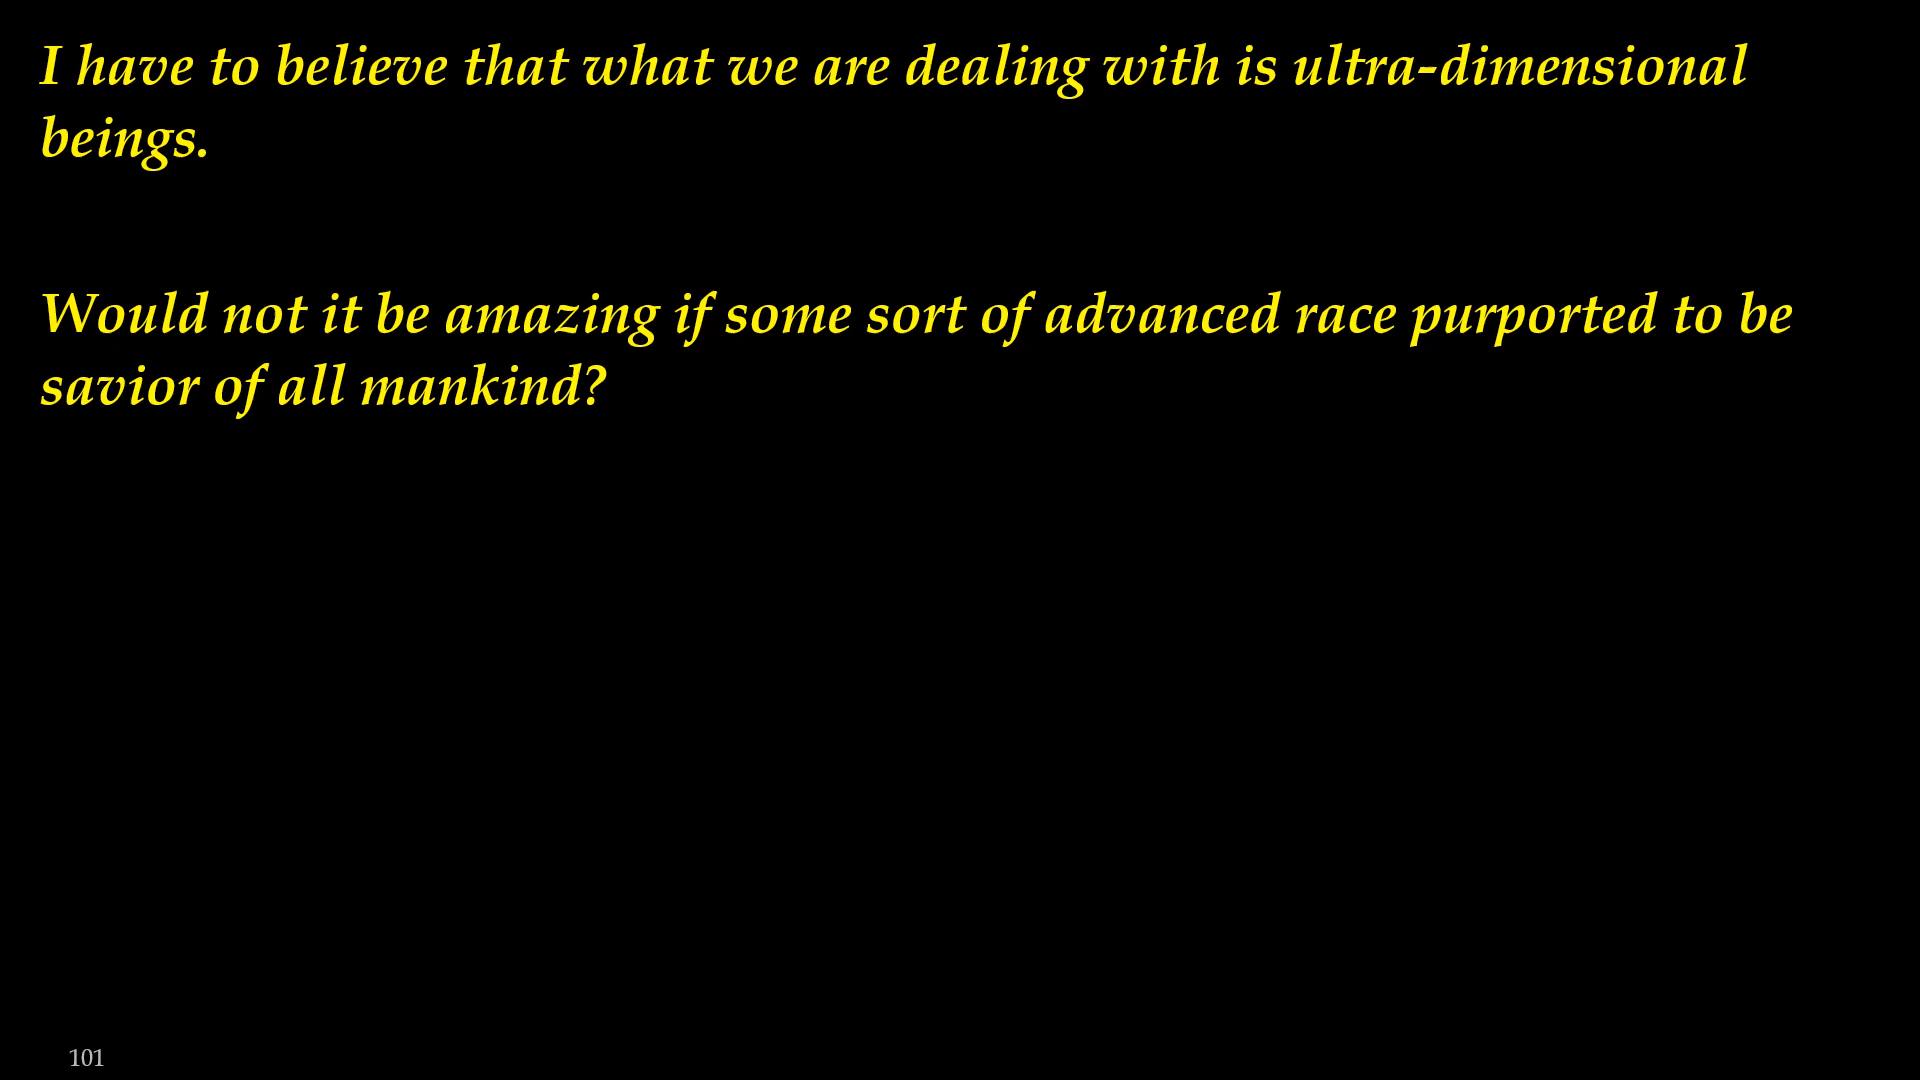 I have to believe that what we are dealing with is ultra-dimensional
beings.
Would not it be amazing if some sort of advanced race purported to be
savior of all mankind?
101